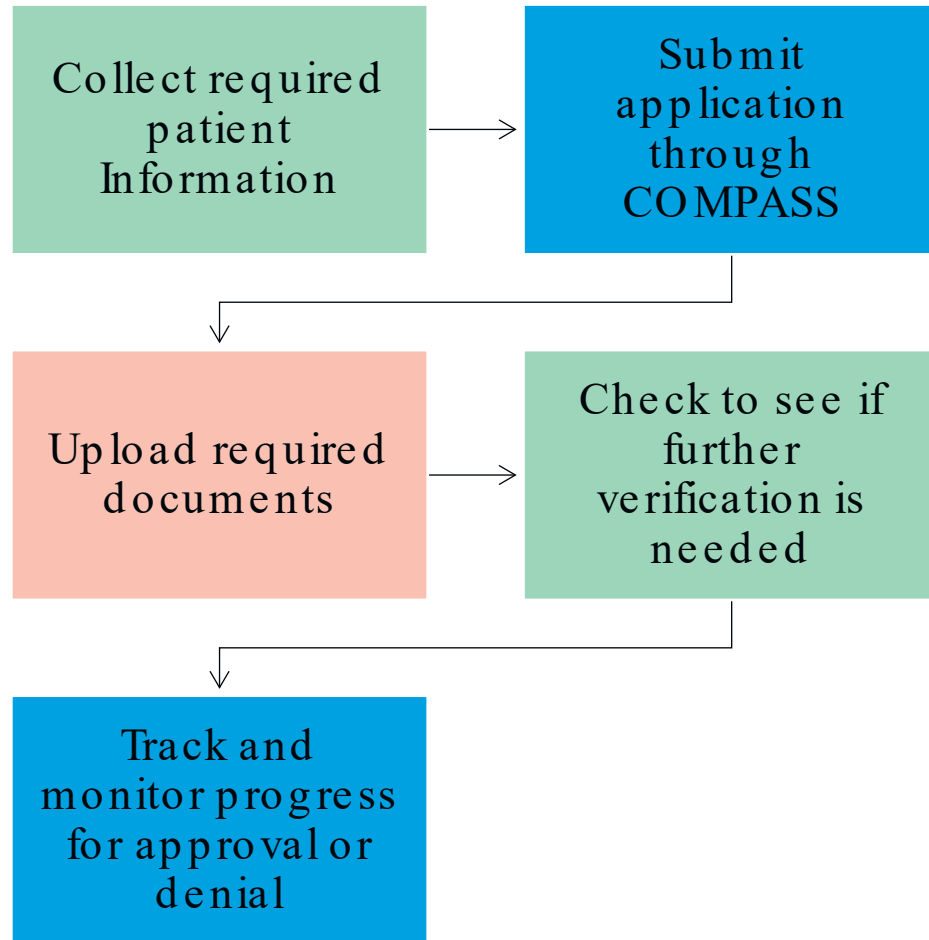 Collect required
patient
Information
Submit
application
through
COMPASS
Upload required
documents
Check to see if
further
verification is
needed
Track and
monitor progress
for approval or
denial